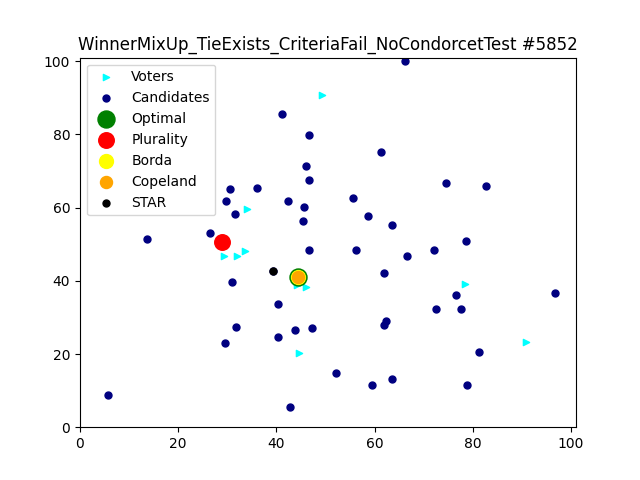 WinnerMixUp_TieExists_CriteriaFail_NoCondorcetTest #5852
Voters
Candidates
Optimal
Plurality
Borda
Copeland
STAR
100
80
60
40
20
0
0 20 40 60 80 100